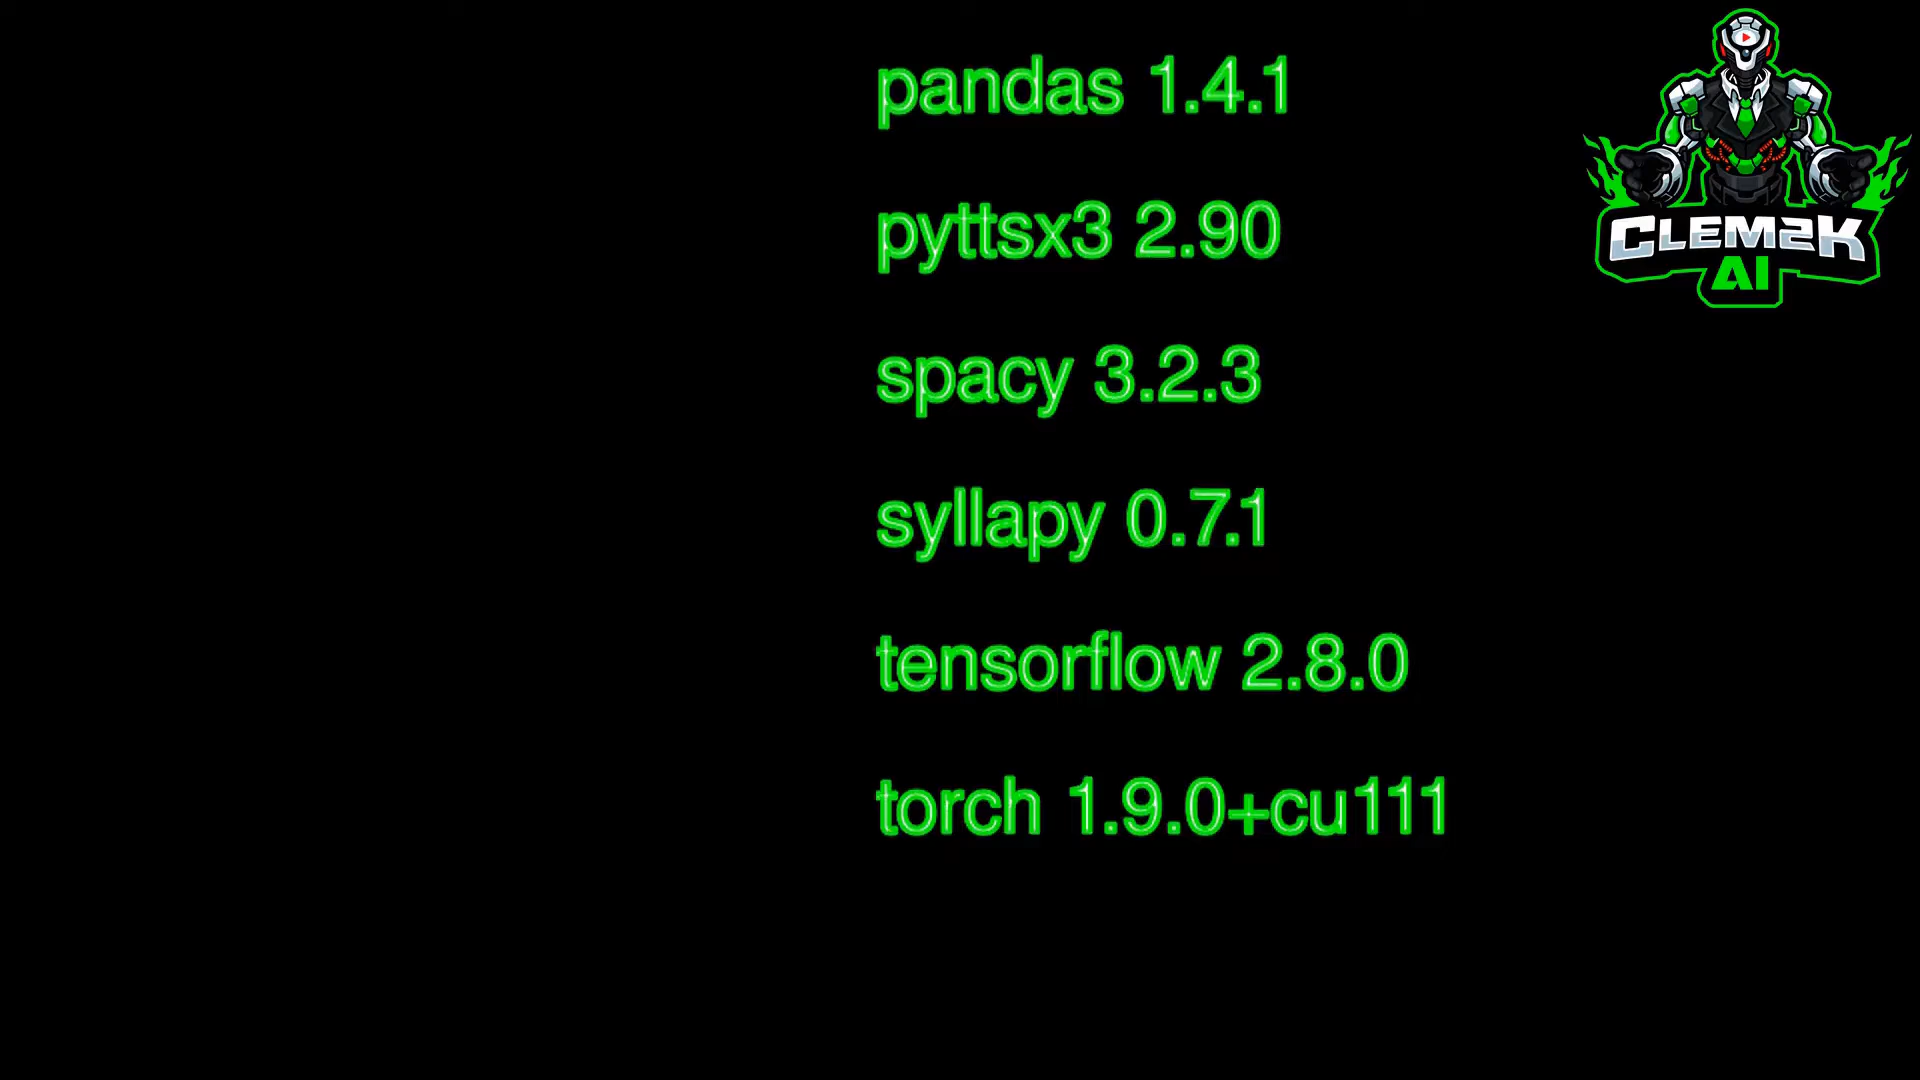 pandas 1.4.1
pyttsx3 2.90
spacy 3.2.3
syllapy 0.7.1
tensorflow 2.8.0
torch 1.9.0+cu111
CLEM2K
AI